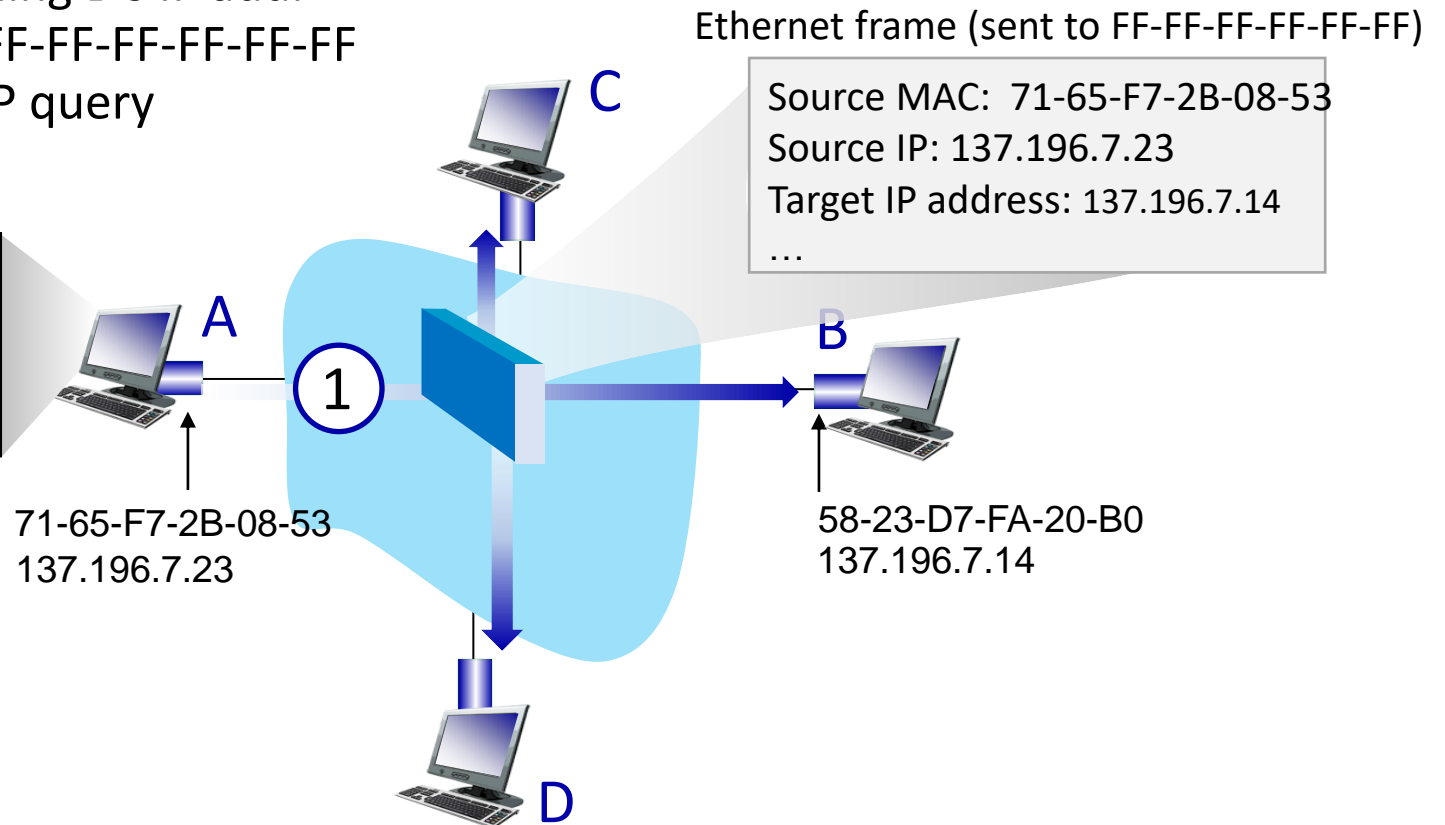 FF-FF-FF-FF-FF
query
Ethernet frame (sent to FF-FF-FF-FF-FF-FF)
Source MAC: 71-65-F7-2B-08-53
Source IP: 137.196.7.23
Target IP address: 137.196.7.14
…
C
A
B
1
71-65-F7-2B-08-53
137.196.7.23
58-23-D7-FA-20-B0
137.196.7.14
D